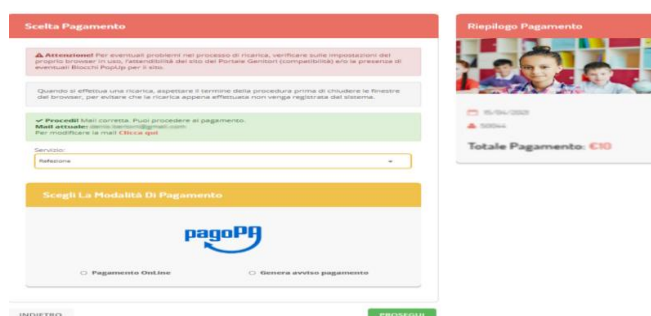 Scelta Pagamento
Attenzione! Per eventuali problemi nel processo di ricarica, verificare sulle impostazioni del
proprio browser in uso, l'attendibilità del sito del Portale Genitori (compatibilità) e/o la presenza di
eventuali Blocchi PopUp per il sito.
Quando si effettua una ricarica, aspettare il termine della procedura prima di chiudere le finestre
del browser, per evitare che la ricarica appena effettuata non venga registrata dal sistema.
Procedi! Mail corretta. Puoi procedere al pagamento.
Mail attuale:
Per modificare la mail Clicca qui
Servizio:
Refezione
Scegli La Modalità Di Pagamento
pagoPA
Pagamento OnLine
Genera avviso pagamento
INDIETRO
PROSEGUI
Riepilogo Pagamento
Totale Pagamento: €10